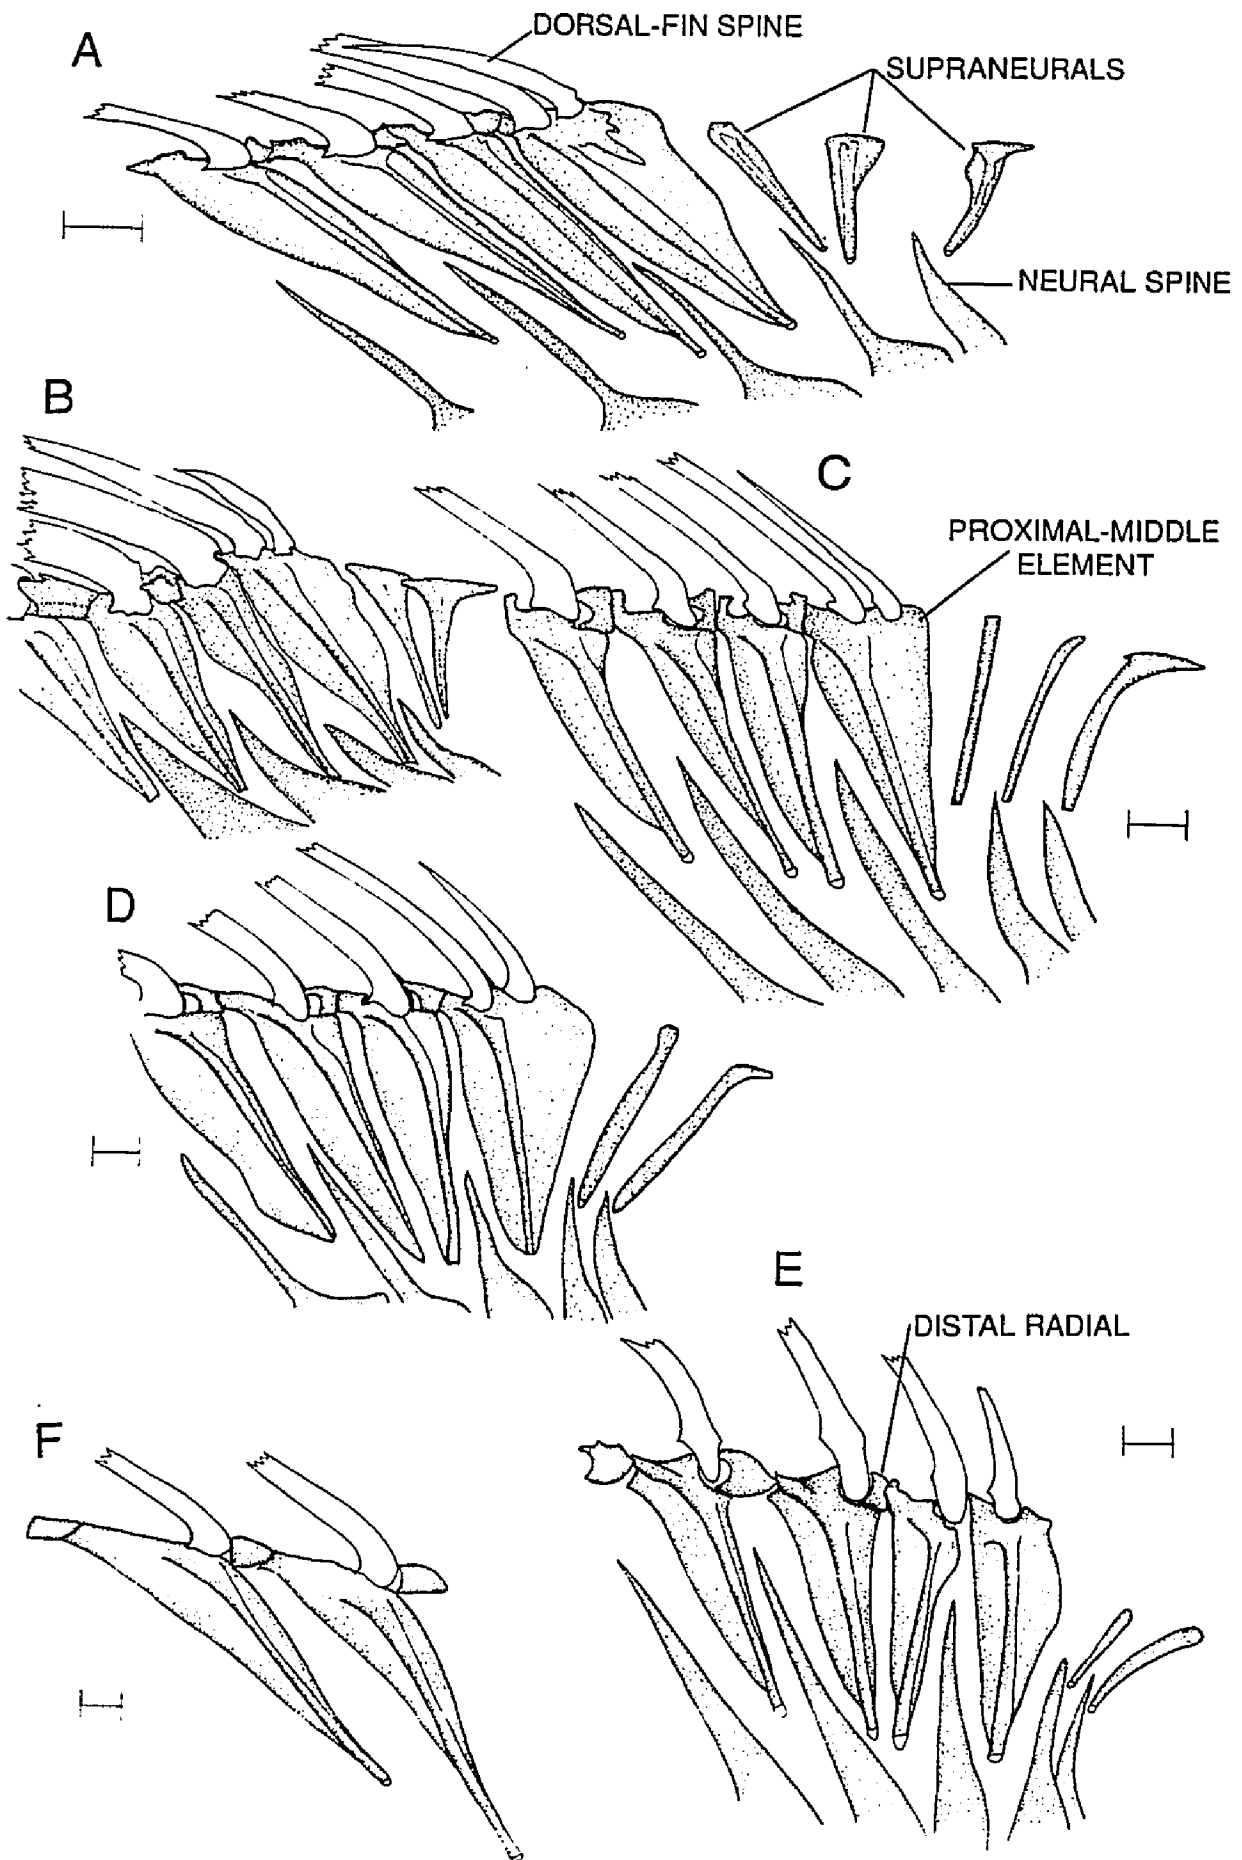 A
DORSAL-FIN SPINE
SUPRANEURALS
NEURAL SPINE
B
C
PROXIMAL-MIDDLE
ELEMENT
D
E
DISTAL RADIAL
F